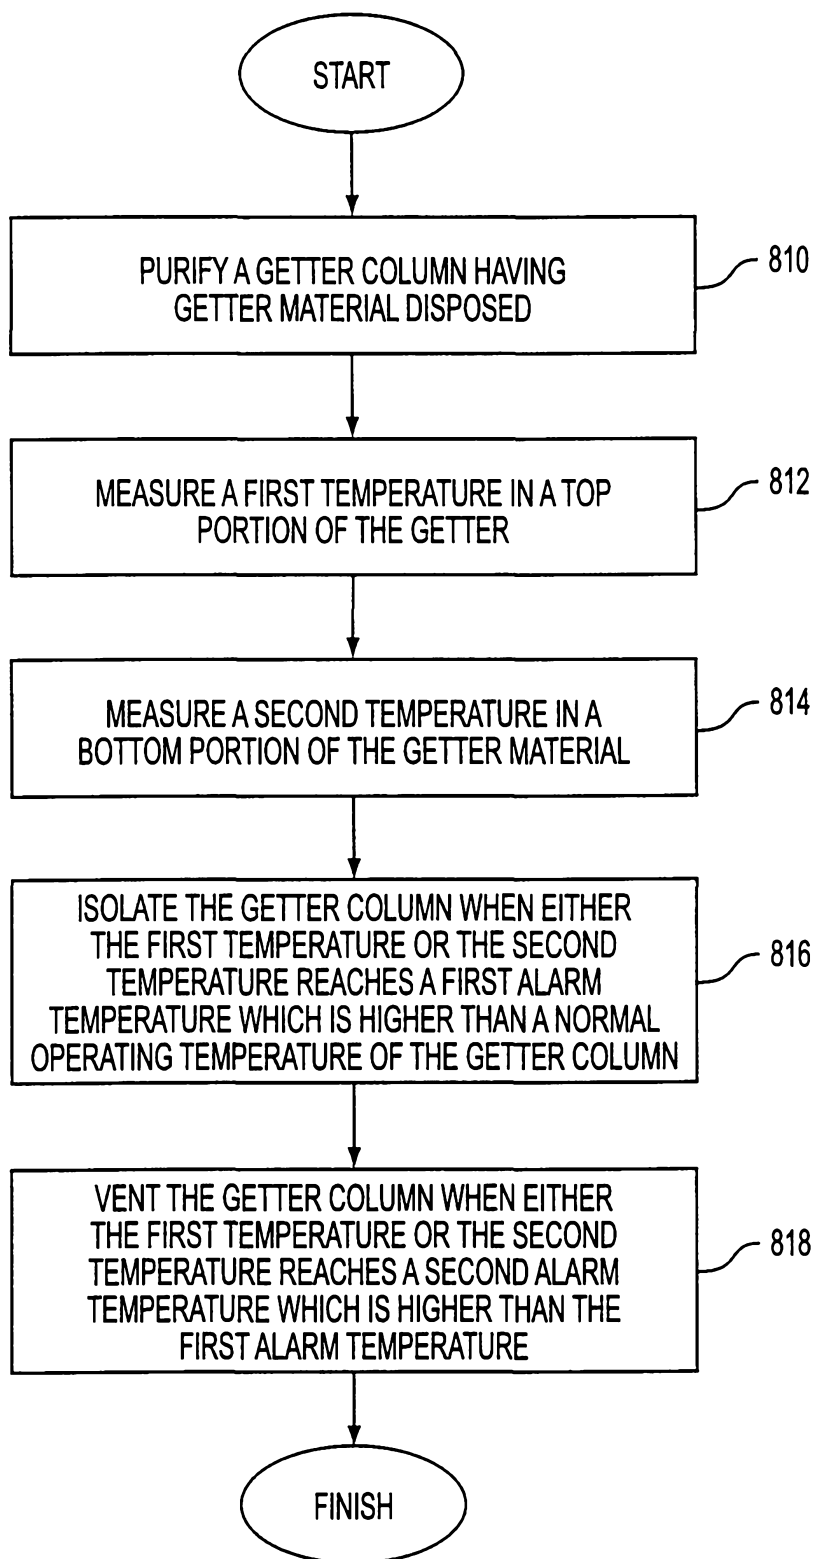 START
PURIFY A GETTER COLUMN HAVING
GETTER MATERIAL DISPOSED
810
MEASURE A FIRST TEMPERATURE IN A TOP
PORTION OF THE GETTER
812
MEASURE A SECOND TEMPERATURE IN A
BOTTOM PORTION OF THE GETTER MATERIAL
814
ISOLATE THE GETTER COLUMN WHEN EITHER
THE FIRST TEMPERATURE OR THE SECOND
TEMPERATURE REACHES A FIRST ALARM
TEMPERATURE WHICH IS HIGHER THAN A NORMAL
OPERATING TEMPERATURE OF THE GETTER COLUMN
816
VENT THE GETTER COLUMN WHEN EITHER
THE FIRST TEMPERATURE OR THE SECOND
TEMPERATURE REACHES A SECOND ALARM
TEMPERATURE WHICH IS HIGHER THAN THE
FIRST ALARM TEMPERATURE
818
FINISH